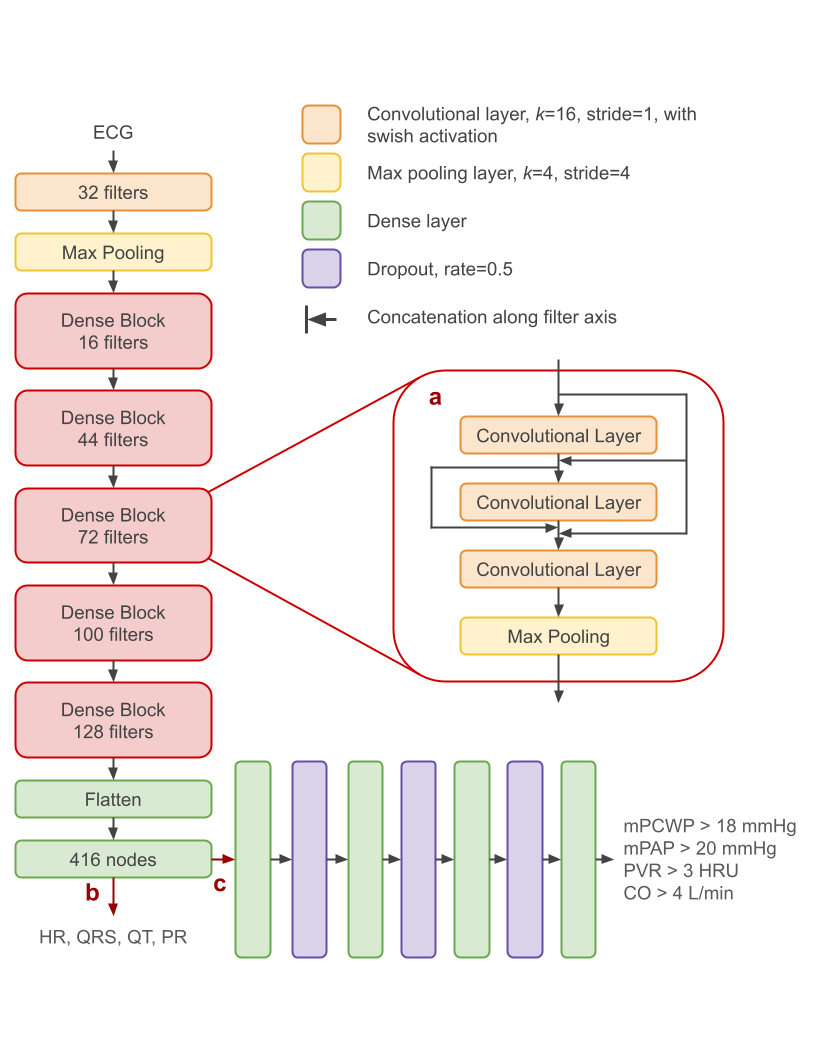 ECG
32 filters
Max Pooling
Dense Block
16 filters
Dense Block
44 filters
Dense Block
72 filters
Dense Block
100 filters
Dense Block
128 filters
Flatten
416 nodes
b
c
HR, QRS, QT, PR
Convolutional layer, k=16, stride=1, with
swish activation
Max pooling layer, k=4, stride=4
Dense layer
Dropout, rate=0.5
Concatenation along filter axis
a
Convolutional Layer
Convolutional Layer
Convolutional Layer
Max Pooling
mPCWP > 18 mmHg
mPAP > 20 mmHg
PVR > 3 HRU
CO > 4 L/min